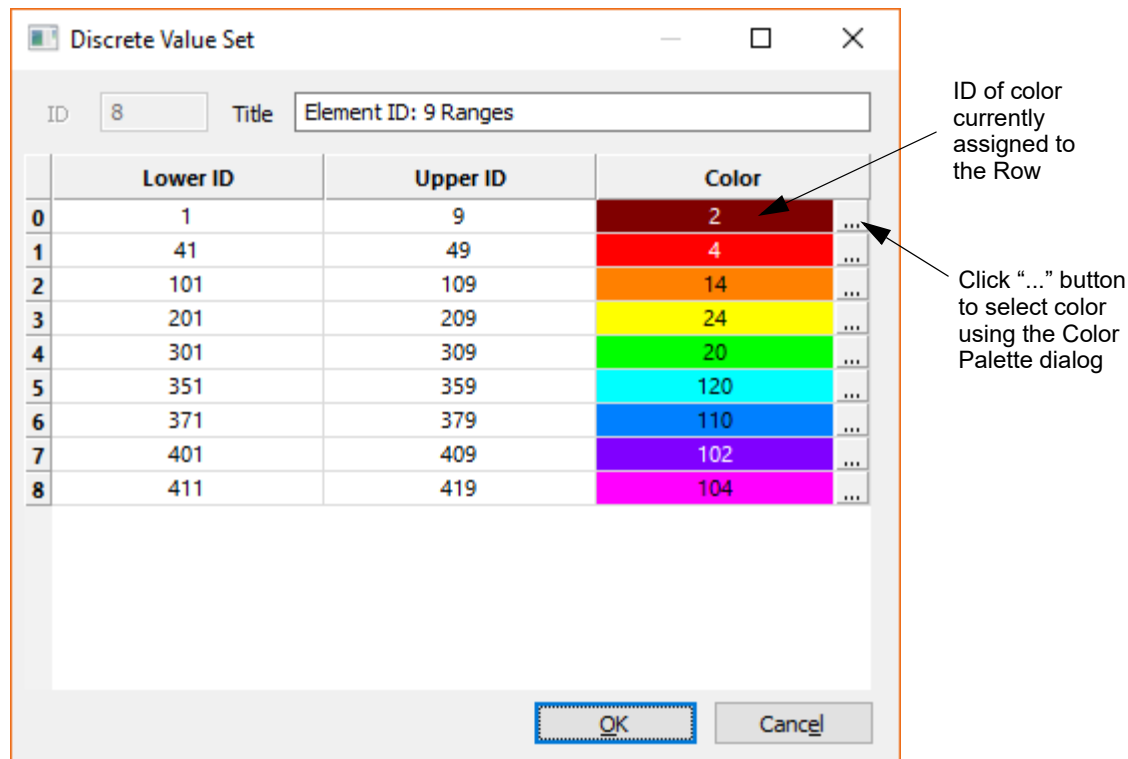 Discrete Value Set
ID 8 Title Element ID: 9 Ranges
Lower ID Upper ID Color
0 1 9 2 ...
1 41 49 4 ...
2 101 109 14 ...
3 201 209 24 ...
4 301 309 20 ...
5 351 359 120 ...
6 371 379 110 ...
7 401 409 102 ...
8 411 419 104 ...
OK Cancel
ID of color
currently
assigned to
the Row
Click “...” button
to select color
using the Color
Palette dialog